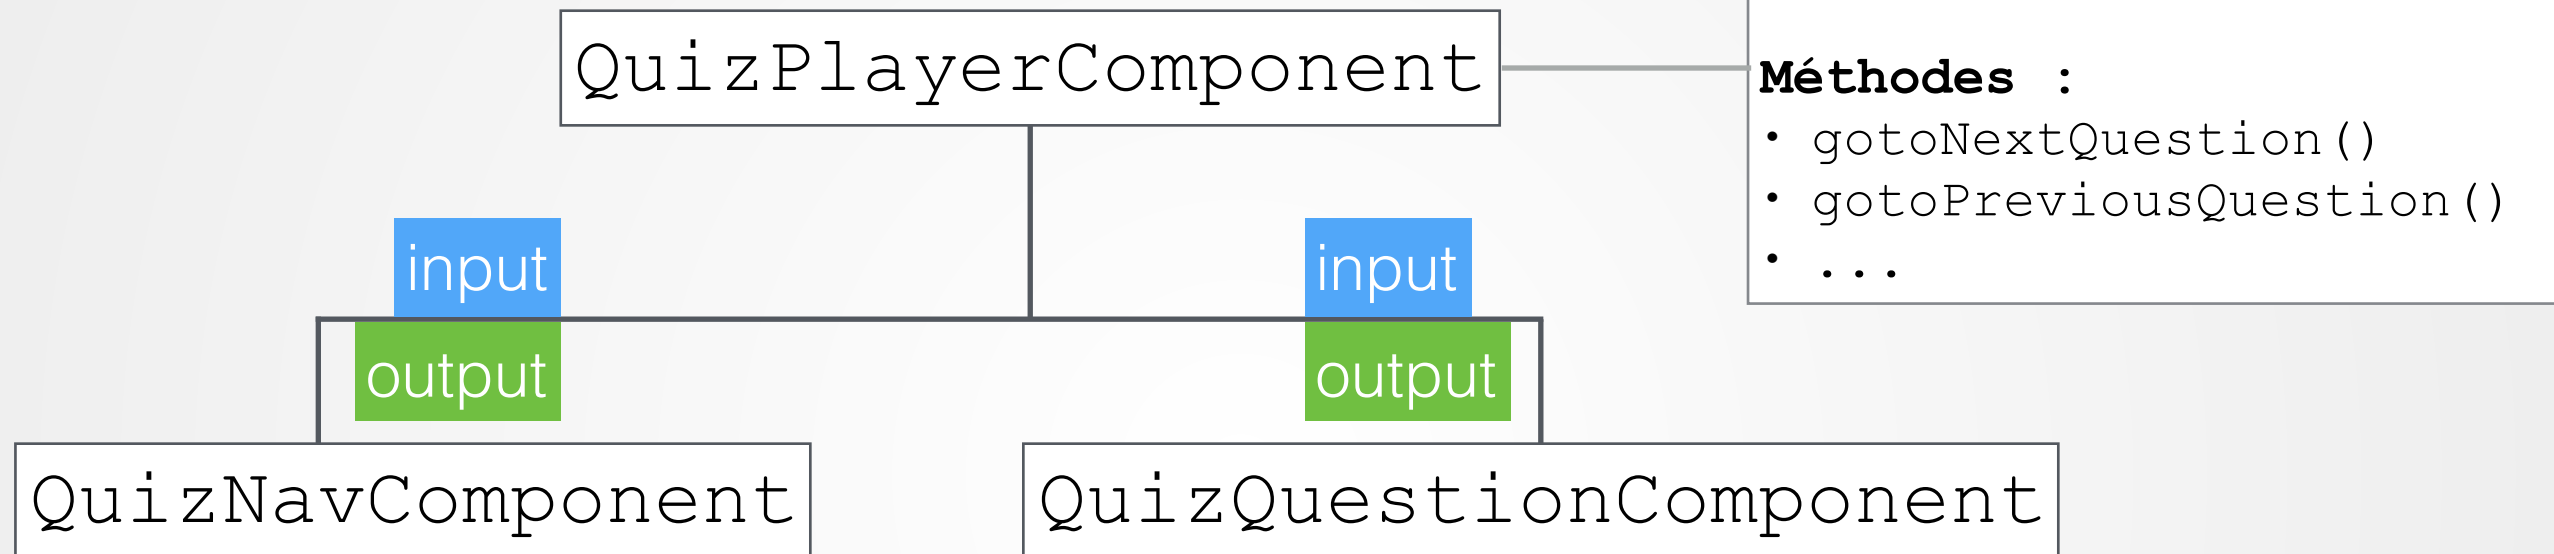 QuizPlayerComponent
Méthodes :
• gotoNextQuestion()
• gotoPreviousQuestion()
• ...
input
input
output
output
QuizNavComponent
QuizQuestionComponent